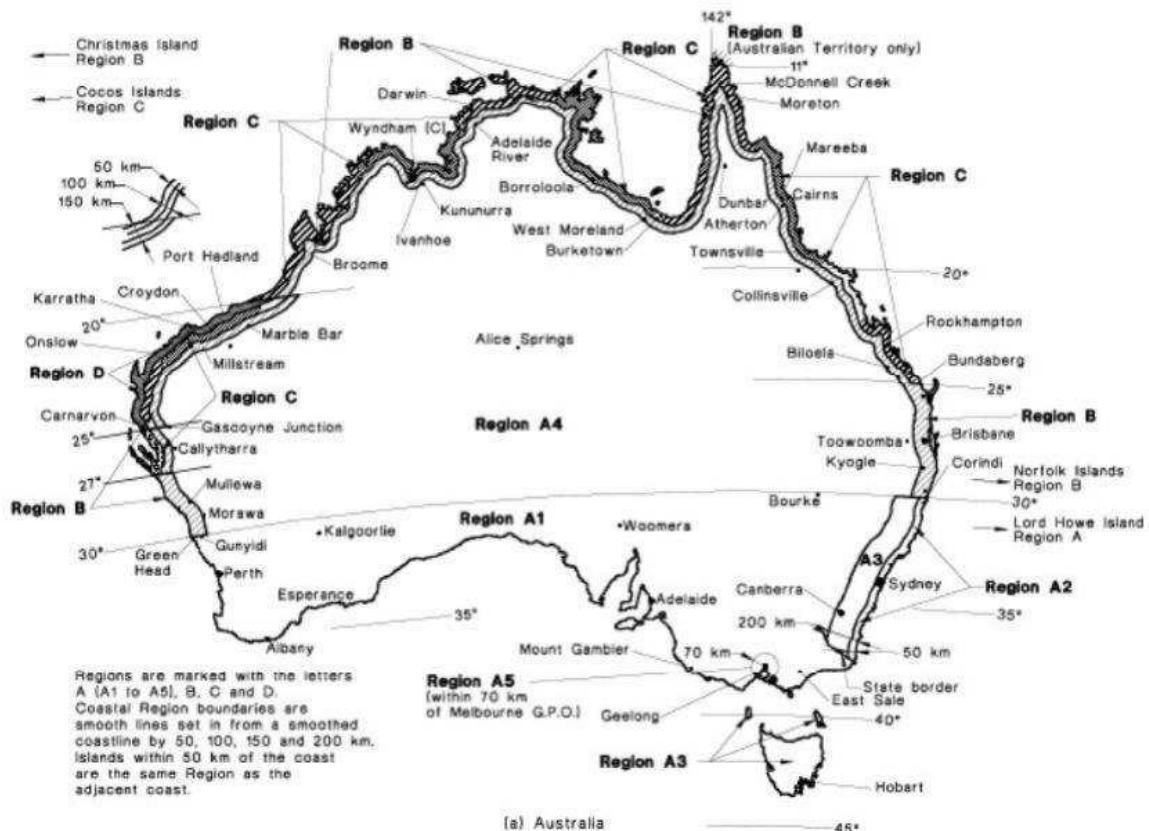 142°
Region B
(Australian Territory only)
11°
Christmas Island
Region B
Cocos Islands
Region C
Region B
Region C
McDonnell Creek
Moreton
Darwin
Region C
Wyndham (C)
Adelaide
River
Mareeba
Region C
50 km
100 km
150 km
Borroloola
Dunbar
Cairns
Atherton
Kununurra
West Moreland
Ivanhoe
Burketown
Townsville
Port Hedland
Broome
20°
Croydon
Collinsville
Karratha
20°
Marble Bar
Alice Springs
Rookhampton
Onslow
Millstream
Biloela
Bundaberg
Region D
25°
Region C
Carnarvon
Gascoyne Junction
Region A4
Region B
25°
Callytharra
Toowoomba
Brisbane
Kyogle
Corindi
27°
Norfolk Islands
Region B
Mullewa
Region B
Bourke
30°
Morawa
Region A1
Woomera
Lord Howe Island
Region A
Kalgoorlie
30°
Green
Head
Gunyidi
A3
Perth
Sydney
Region A2
Esperance
Adelaide
Canberra
35°
35°
200 km
Albany
Mount Gambier
70 km
50 km
Regions are marked with the letters
A (A1 to A5), B, C and D.
Coastal Region boundaries are
smooth lines set in from a smoothed
coastline by 50, 100, 150 and 200 km.
Islands within 50 km of the coast
are the same Region as the
adjacent coast.
Region A5
(within 70 km
of Melbourne G.P.O.)
State border
East Sale
Geelong
40°
Region A3
Hobart
(a) Australia
45°